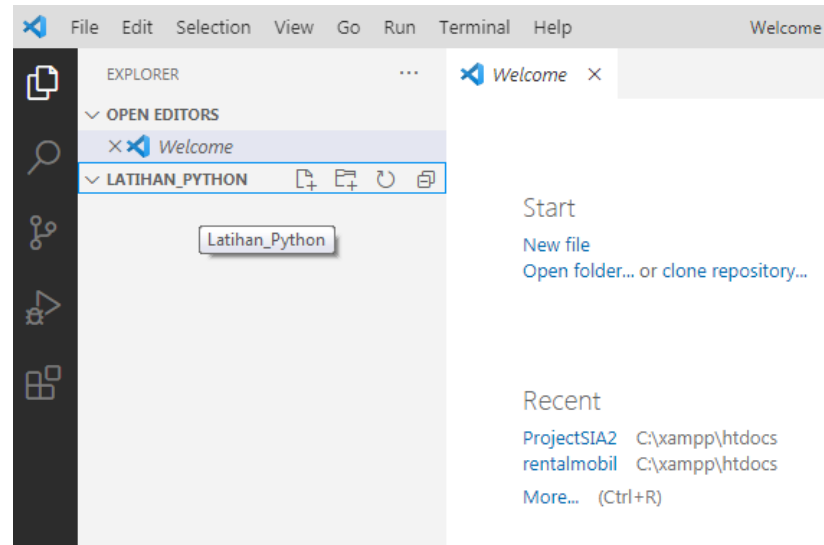 File Edit Selection View Go Run Terminal Help Welcome
EXPLORER ...
Welcome
OPEN EDITORS
Welcome
LATIHAN_PYTHON
Latihan_Python
Start
New file
Open folder... or clone repository...
Recent
ProjectSIA2 C:\xampp\htdocs
rentalmobil C:\xampp\htdocs
More... (Ctrl+R)